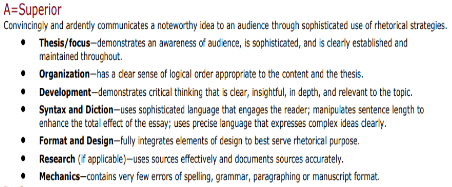 A=Superior
Convincingly and ardently communicates a noteworthy idea to an audience through sophisticated use of rhetorical strategies.
• Thesis/focus—demonstrates an awareness of audience, is sophisticated, and is clearly established and
maintained throughout.
• Organization—has a clear sense of logical order appropriate to the content and the thesis.
• Development—demonstrates critical thinking that is clear, insightful, in depth, and relevant to the topic.
• Syntax and Diction—uses sophisticated language that engages the reader; manipulates sentence length to
enhance the total effect of the essay; uses precise language that expresses complex ideas clearly.
• Format and Design—fully integrates elements of design to best serve rhetorical purpose.
• Research (if applicable)—uses sources effectively and documents sources accurately.
• Mechanics—contains very few errors of spelling, grammar, paragraphing or manuscript format.